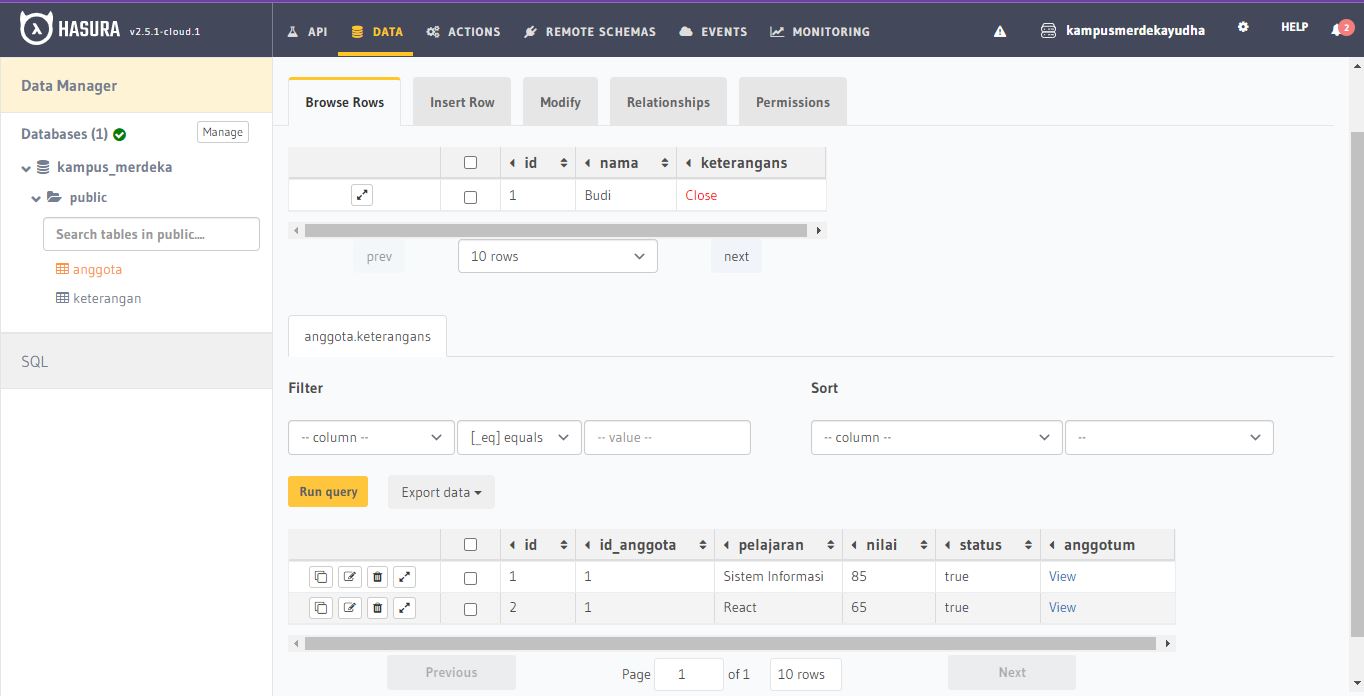 HASURA v2.5.1-cloud.1 API DATA ACTIONS REMOTE SCHEMAS EVENTS MONITORING kampusmerdekayudha HELP 2
Data Manager
Databases (1) Manage
kampus_merdeka
public
Search tables in public....
anggota
keterangan
SQL
Browse Rows Insert Row Modify Relationships Permissions
id nama keterangans
1 Budi Close
prev 10 rows next
anggota.keterangans
Filter Sort
-- column -- [_eq] equals -- value -- -- column -- --
Run query Export data
id id_anggota pelajaran nilai status anggotum
1 1 Sistem Informasi 85 true View
2 1 React 65 true View
Previous Page 1 of 1 10 rows Next